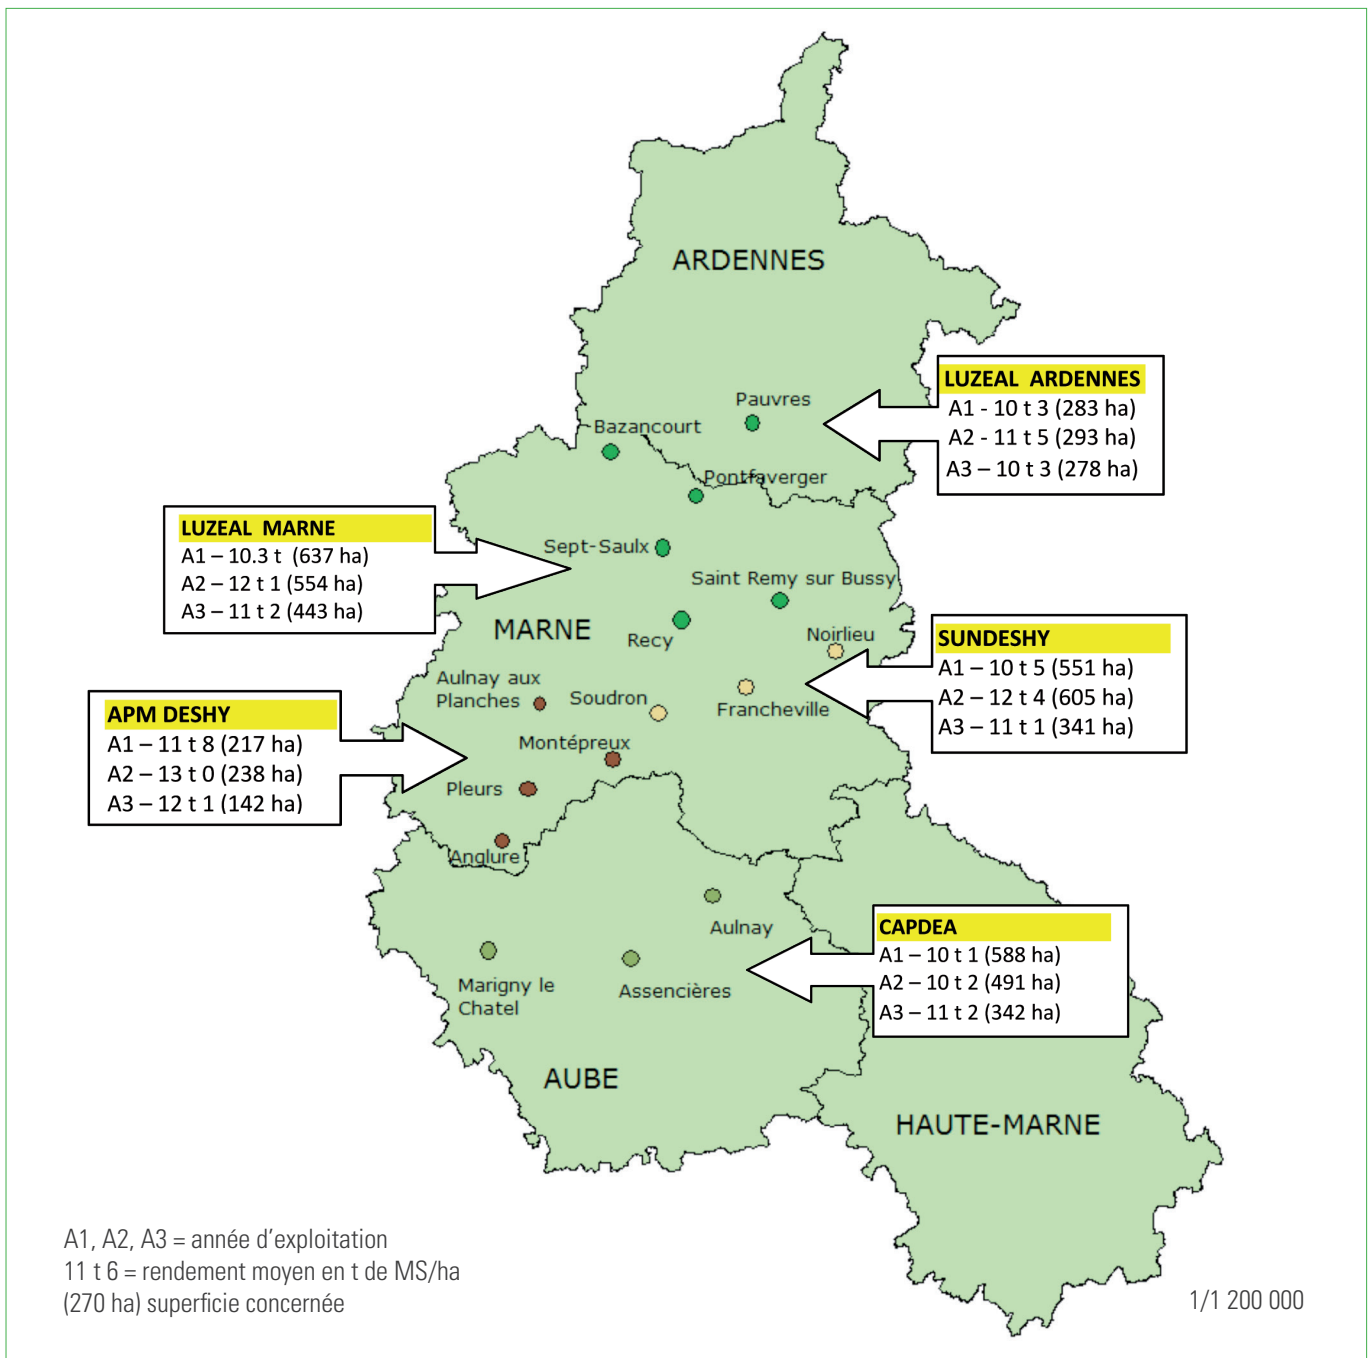 ARDENNES
LUZEAL ARDENNES
A1 - 10 t 3 (283 ha)
A2 - 11 t 5 (293 ha)
A3 – 10 t 3 (278 ha)
Pauvres
Bazancourt
Pontfaverger
LUZEAL MARNE
A1 – 10.3 t (637 ha)
A2 – 12 t 1 (554 ha)
A3 – 11 t 2 (443 ha)
Sept-Saulx
Saint Remy sur Bussy
MARNE
Recy
Noirlieu
SUNDESHY
A1 – 10 t 5 (551 ha)
A2 – 12 t 4 (605 ha)
A3 – 11 t 1 (341 ha)
Aulnay aux
Planches
Soudron
Francheville
APM DESHY
A1 – 11 t 8 (217 ha)
A2 – 13 t 0 (238 ha)
A3 – 12 t 1 (142 ha)
Montépreux
Pleurs
Anglure
Aulnay
CAPDEA
A1 – 10 t 1 (588 ha)
A2 – 10 t 2 (491 ha)
A3 – 11 t 2 (342 ha)
Marigny le
Chatel
Assencières
AUBE
HAUTE-MARNE
A1, A2, A3 = année d’exploitation
11 t 6 = rendement moyen en t de MS/ha
(270 ha) superficie concernée
1/1 200 000